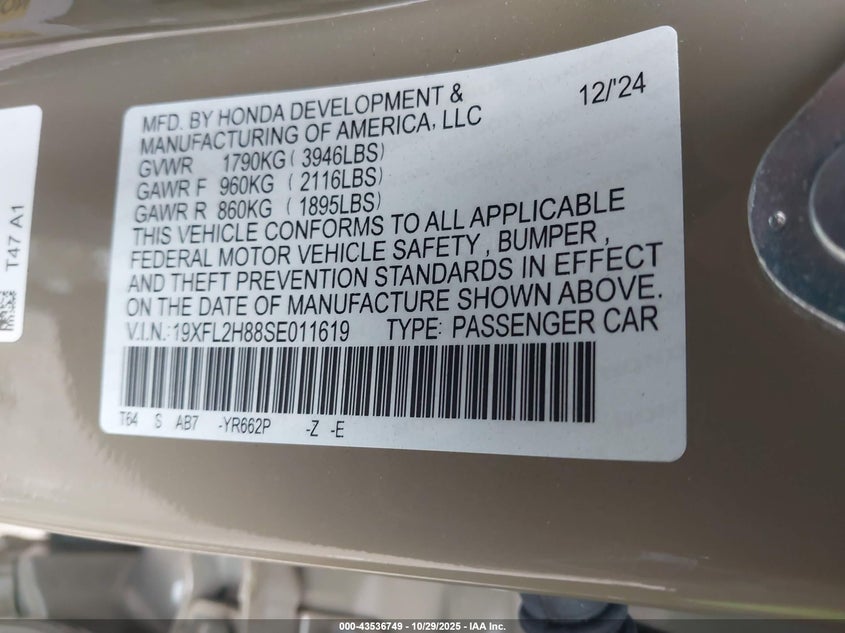 MFD. BY HONDA DEVELOPMENT & 12/'24
MANUFACTURING OF AMERICA, LLC
GVWR 1790KG ( 3946LBS)
GAWR F 960KG ( 2116LBS)
GAWR R 860KG ( 1895LBS)
THIS VEHICLE CONFORMS TO ALL APPLICABLE
FEDERAL MOTOR VEHICLE SAFETY , BUMPER ,
AND THEFT PREVENTION STANDARDS IN EFFECT
ON THE DATE OF MANUFACTURE SHOWN ABOVE.
V.I.N.:19XFL2H88SE011619 TYPE: PASSENGER CAR
T64 S AB7 -YR662P -Z -E
T47 A1
000-43536749 - 10/29/2025 - IAA Inc.